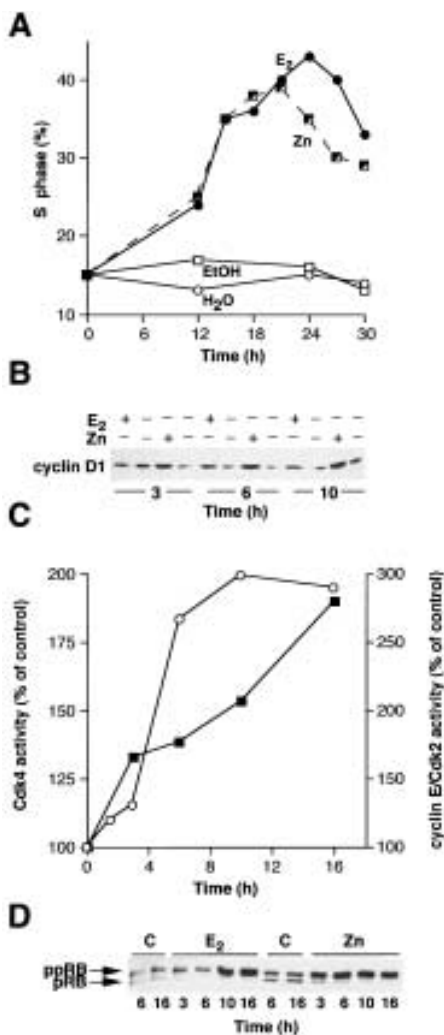 A
S phase (%)
40
30
20
10
E2
Zn
EtOH
H2O
0 6 12 18 24 30
Time (h)
B
E2 + - - - + - - - + - - -
Zn - - + - - - + - - - + -
cyclin D1
3 6 10
Time (h)
C
Cdk4 activity (% of control)
200
175
150
125
100
cyclin E/Cdk2 activity (% of control)
300
250
200
150
100
0 4 8 12 16
Time (h)
D
C E2 C Zn
ppRB
pRB
6 16 3 6 10 16 6 16 3 6 10 16
Time (h)